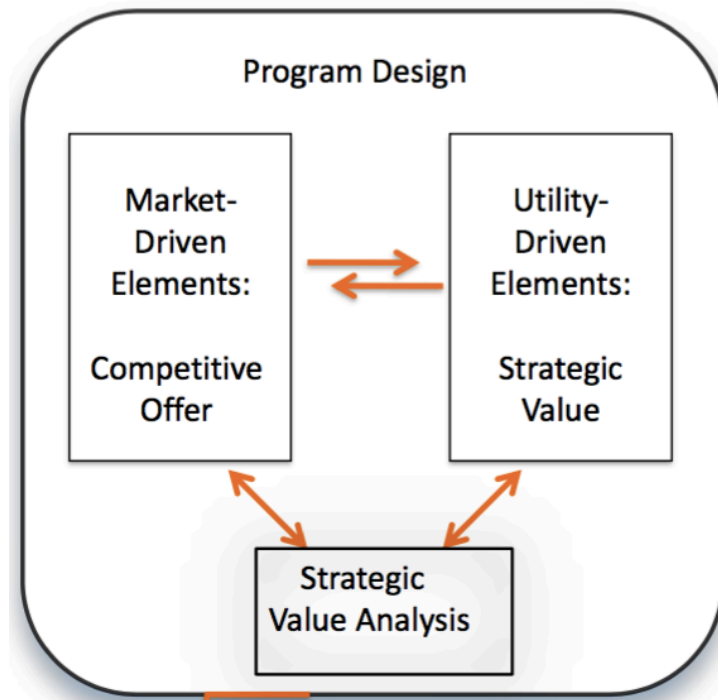 Program Design
Market-
Driven
Elements:
Competitive
Offer
Utility-
Driven
Elements:
Strategic
Value
Strategic
Value Analysis